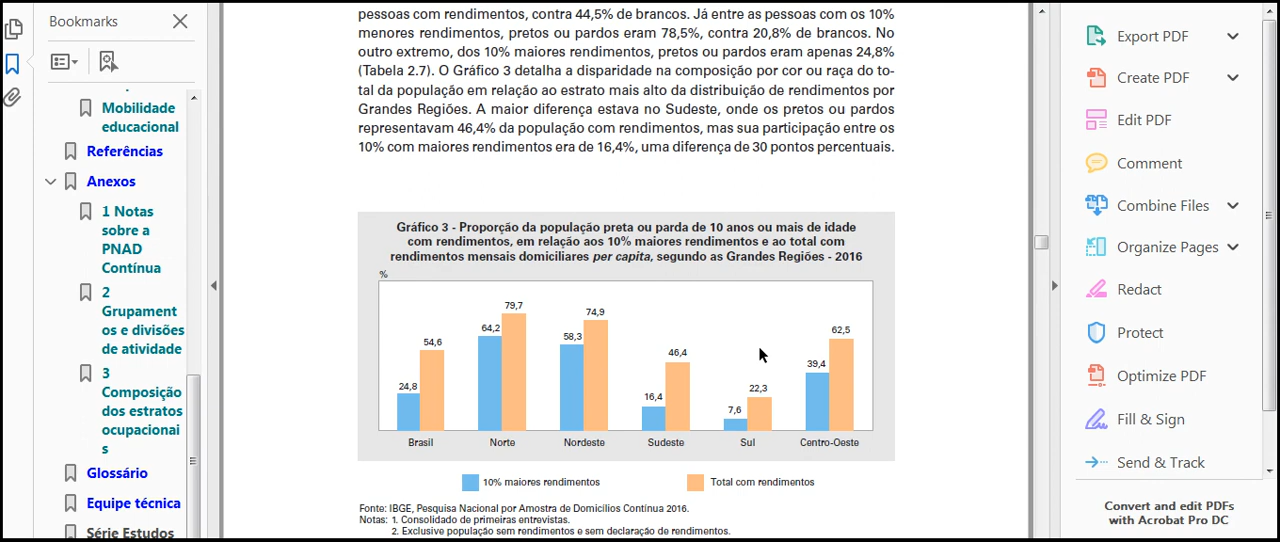 Bookmarks
Mobilidade
educacional
Referências
Anexos
1 Notas
sobre a
PNAD
Contínua
2
Grupament
os e divisões
de atividade
3
Composição
dos estratos
ocupacionai
s
Glossário
Equipe técnica
Série Estudos
pessoas com rendimentos, contra 44,5% de brancos. Já entre as pessoas com os 10%
menores rendimentos, pretos ou pardos eram 78,5%, contra 20,8% de brancos. No
outro extremo, dos 10% maiores rendimentos, pretos ou pardos eram apenas 24,8%
(Tabela 2.7). O Gráfico 3 detalha a disparidade na composição por cor ou raça do to-
tal da população em relação ao estrato mais alto da distribuição de rendimentos por
Grandes Regiões. A maior diferença estava no Sudeste, onde os pretos ou pardos
representavam 46,4% da população com rendimentos, mas sua participação entre os
10% com maiores rendimentos era de 16,4%, uma diferença de 30 pontos percentuais.
Gráfico 3 - Proporção da população preta ou parda de 10 anos ou mais de idade
com rendimentos, em relação aos 10% maiores rendimentos e ao total com
rendimentos mensais domiciliares per capita, segundo as Grandes Regiões - 2016
%
24,8 54,6
64,2 79,7
58,3 74,9
16,4 46,4
7,6 22,3
39,4 62,5
Brasil Norte Nordeste Sudeste Sul Centro-Oeste
10% maiores rendimentos Total com rendimentos
Fonte: IBGE, Pesquisa Nacional por Amostra de Domicílios Contínua 2016.
Notas: 1. Consolidado de primeiras entrevistas.
2. Exclusive população sem rendimentos e sem declaração de rendimentos.
Export PDF
Create PDF
Edit PDF
Comment
Combine Files
Organize Pages
Redact
Protect
Optimize PDF
Fill & Sign
Send & Track
Convert and edit PDFs
with Acrobat Pro DC